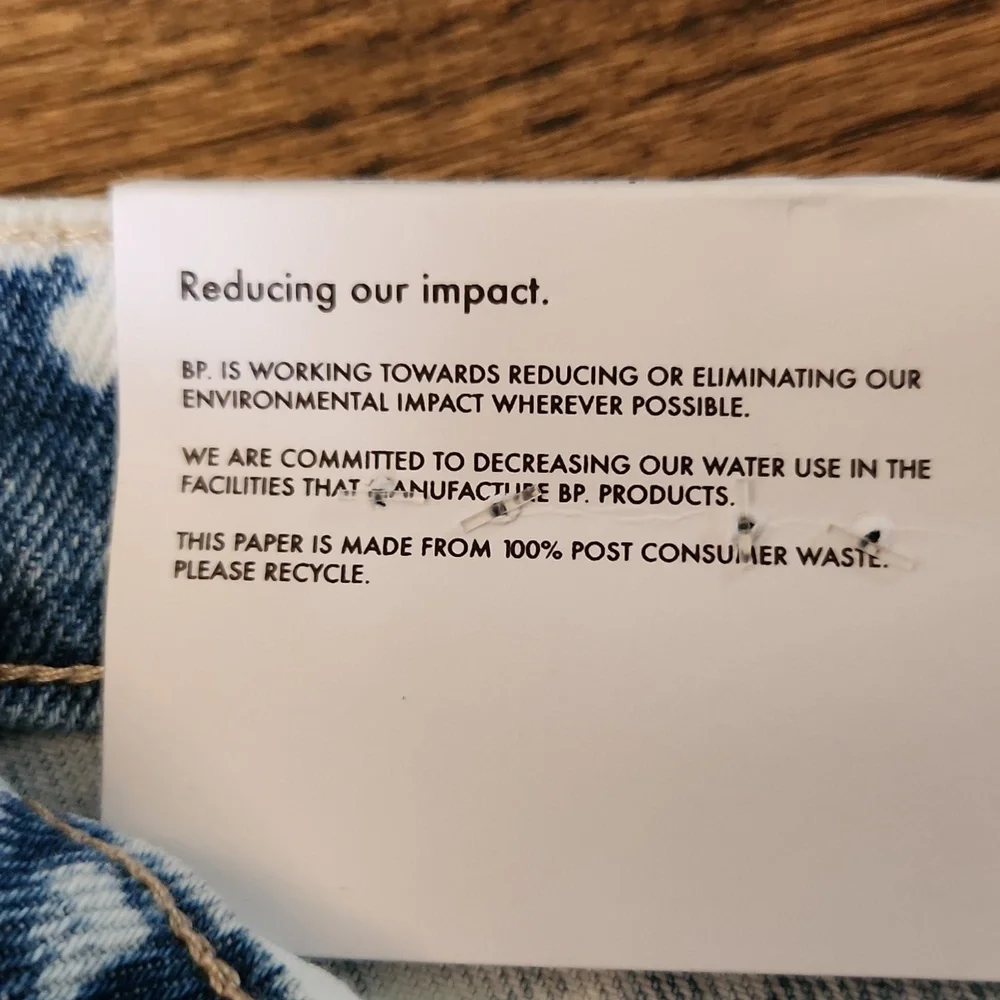 Reducing our impact.
BP. IS WORKING TOWARDS REDUCING OR ELIMINATING OUR
ENVIRONMENTAL IMPACT WHEREVER POSSIBLE.
WE ARE COMMITTED TO DECREASING OUR WATER USE IN THE
FACILITIES THAT MANUFACTURE BP. PRODUCTS.
THIS PAPER IS MADE FROM 100% POST CONSUMER WASTE.
PLEASE RECYCLE.